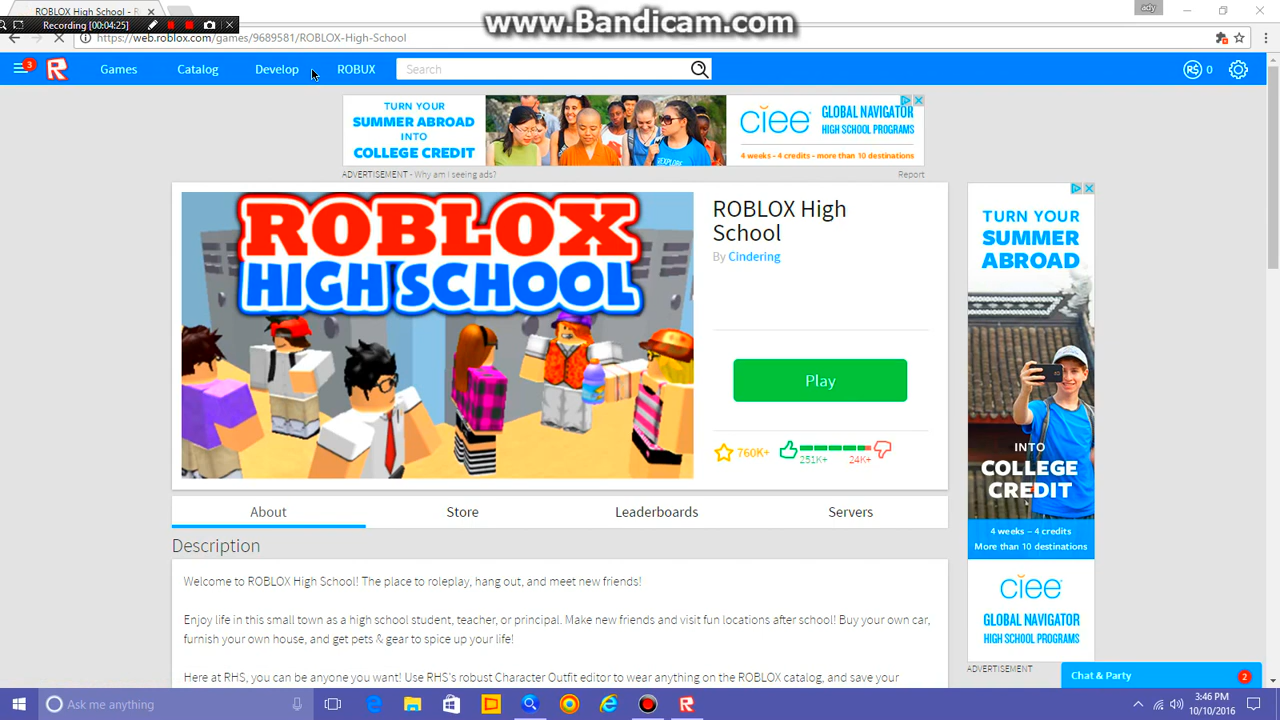 ROBLOX High School - R
ady
www.Bandicam.com
Recording [00:04:25]
https://web.roblox.com/games/9689581/ROBLOX-High-School
3
Games
Catalog
Develop
ROBUX
Search
R$ 0
TURN YOUR
SUMMER ABROAD
INTO
COLLEGE CREDIT
ciee
GLOBAL NAVIGATOR
HIGH SCHOOL PROGRAMS
4 weeks - 4 credits - more than 10 destinations
ADVERTISEMENT - Why am I seeing ads?
Report
ROBLOX
HIGH SCHOOL
ROBLOX High
School
By Cindering
Play
760K+
251K+
24K+
TURN YOUR
SUMMER
ABROAD
INTO
COLLEGE
CREDIT
4 weeks – 4 credits
More than 10 destinations
ciee
GLOBAL NAVIGATOR
HIGH SCHOOL PROGRAMS
ADVERTISEMENT
About
Store
Leaderboards
Servers
Description
Welcome to ROBLOX High School! The place to roleplay, hang out, and meet new friends!
Enjoy life in this small town as a high school student, teacher, or principal. Make new friends and visit fun locations after school! Buy your own car,
furnish your own house, and get pets & gear to spice up your life!
Here at RHS, you can be anyone you want! Use RHS's robust Character Outfit editor to wear anything on the ROBLOX catalog, and save your
Chat & Party
2
Ask me anything
3:46 PM
10/10/2016